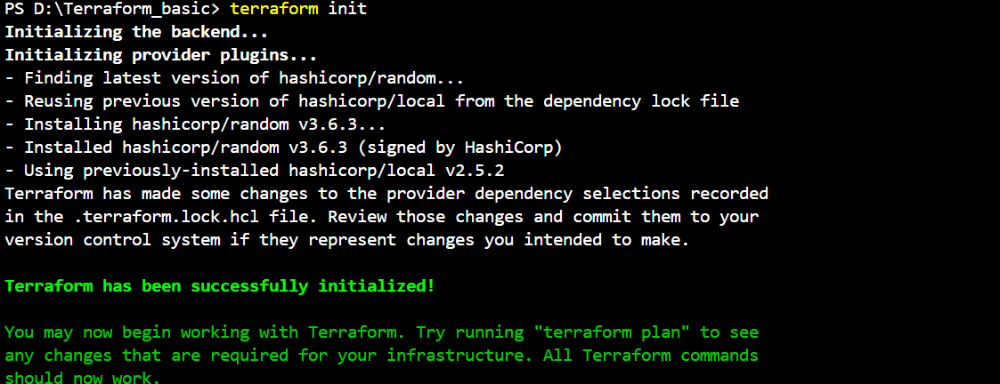 PS D:\Terraform_basic> terraform init
Initializing the backend...
Initializing provider plugins...
- Finding latest version of hashicorp/random...
- Reusing previous version of hashicorp/local from the dependency lock file
- Installing hashicorp/random v3.6.3...
- Installed hashicorp/random v3.6.3 (signed by HashiCorp)
- Using previously-installed hashicorp/local v2.5.2
Terraform has made some changes to the provider dependency selections recorded
in the .terraform.lock.hcl file. Review those changes and commit them to your
version control system if they represent changes you intended to make.
Terraform has been successfully initialized!
You may now begin working with Terraform. Try running "terraform plan" to see
any changes that are required for your infrastructure. All Terraform commands
should now work.